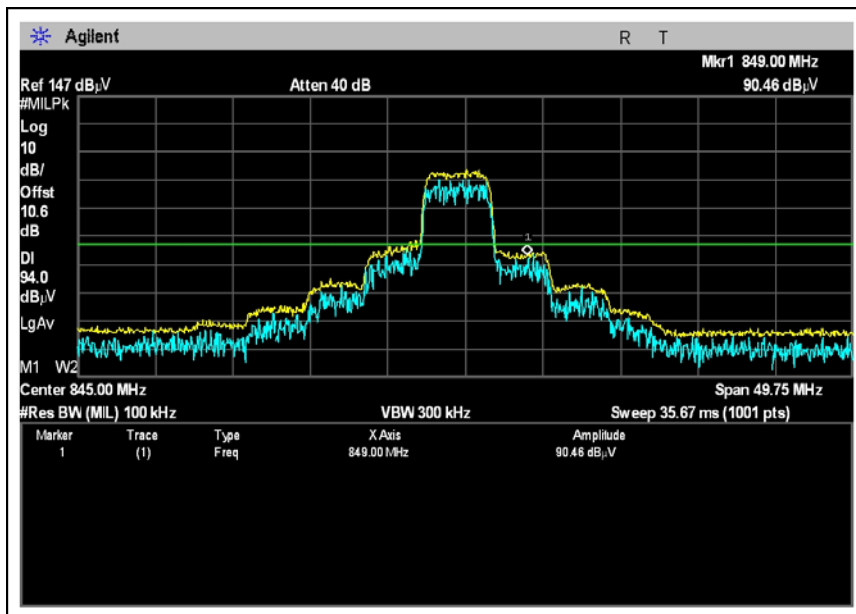 Agilent R T
Mkr1 849.00 MHz
Ref 147 dBµV Atten 40 dB 90.46 dBµV
#MILPk
Log
10
dB/
Offst
10.6
dB
DI
94.0
dBµV
LgAv
M1 W2
1
Center 845.00 MHz Span 49.75 MHz
#Res BW (MIL) 100 kHz VBW 300 kHz Sweep 35.67 ms (1001 pts)
Marker Trace Type X Axis Amplitude
1 (1) Freq 849.00 MHz 90.46 dBµV